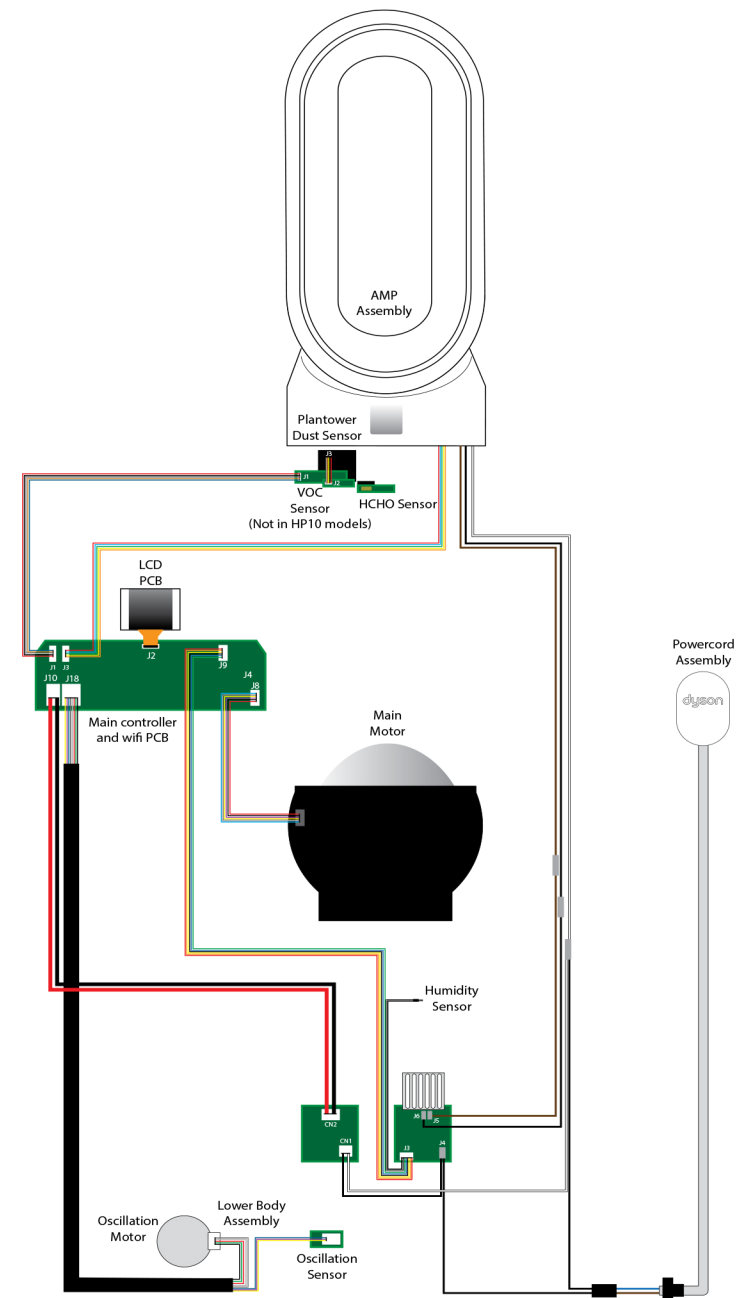 AMP
Assembly
Plantower
Dust Sensor
J3
J1
J2
VOC
Sensor
(Not in HP10 models)
HCHO Sensor
LCD
PCB
J2
J1
J3
J9
J10
J18
J4
J8
Main controller
and wifi PCB
Powercord
Assembly
dyson
Main
Motor
Humidity
Sensor
CN2
CN1
J6
J5
J3
J4
Lower Body
Assembly
Oscillation
Motor
Oscillation
Sensor